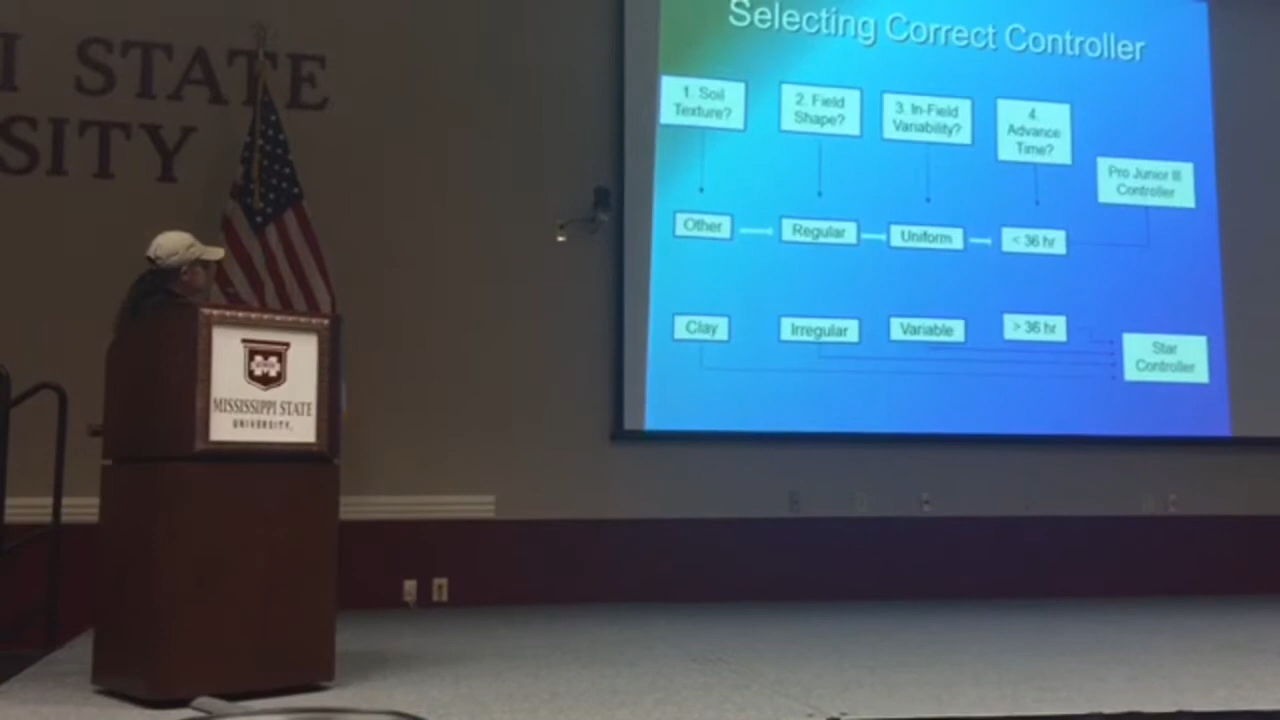 I STATE
SITY
MISSISSIPPI STATE
UNIVERSITY.
Selecting Correct Controller
1. Soil
Texture?
2. Field
Shape?
3. In-Field
Variability?
4.
Advance
Time?
Pro Junior III
Controller
Other
Regular
Uniform
< 36 hr
Clay
Irregular
Variable
> 36 hr
Star
Controller